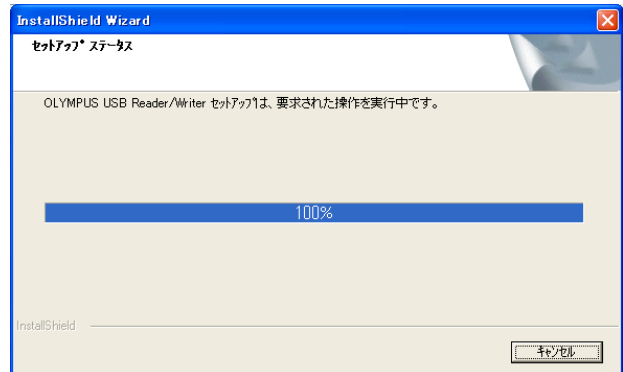 InstallShield Wizard
セットアップ ステータス
OLYMPUS USB Reader/Writer セットアップは、要求された操作を実行中です。
100%
InstallShield
キャンセル